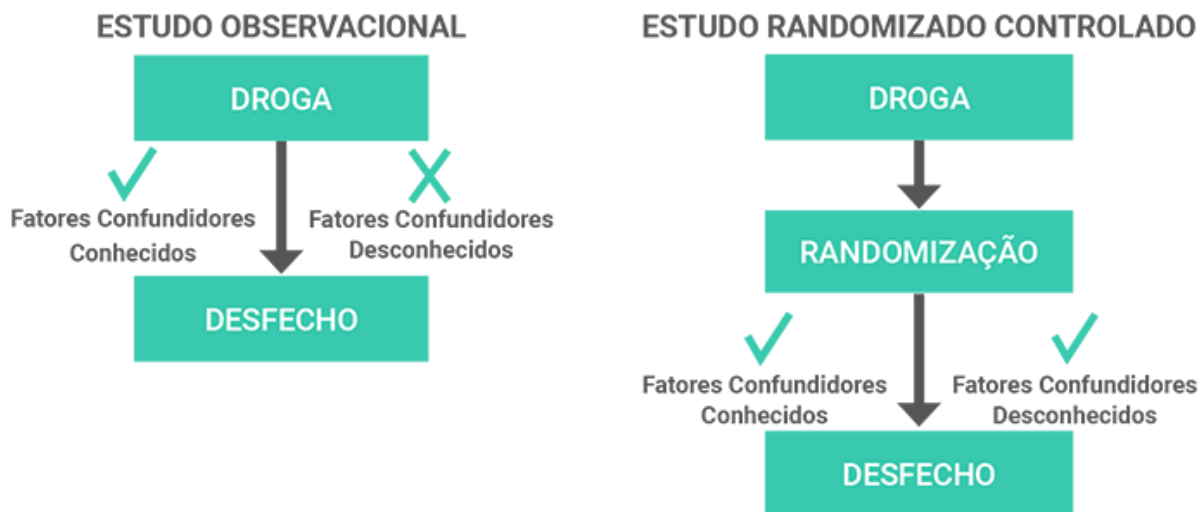 ESTUDO OBSERVACIONAL
DROGA
Fatores Confundidores
Conhecidos
Fatores Confundidores
Desconhecidos
DESFECHO
ESTUDO RANDOMIZADO CONTROLADO
DROGA
RANDOMIZAÇÃO
Fatores Confundidores
Conhecidos
Fatores Confundidores
Desconhecidos
DESFECHO